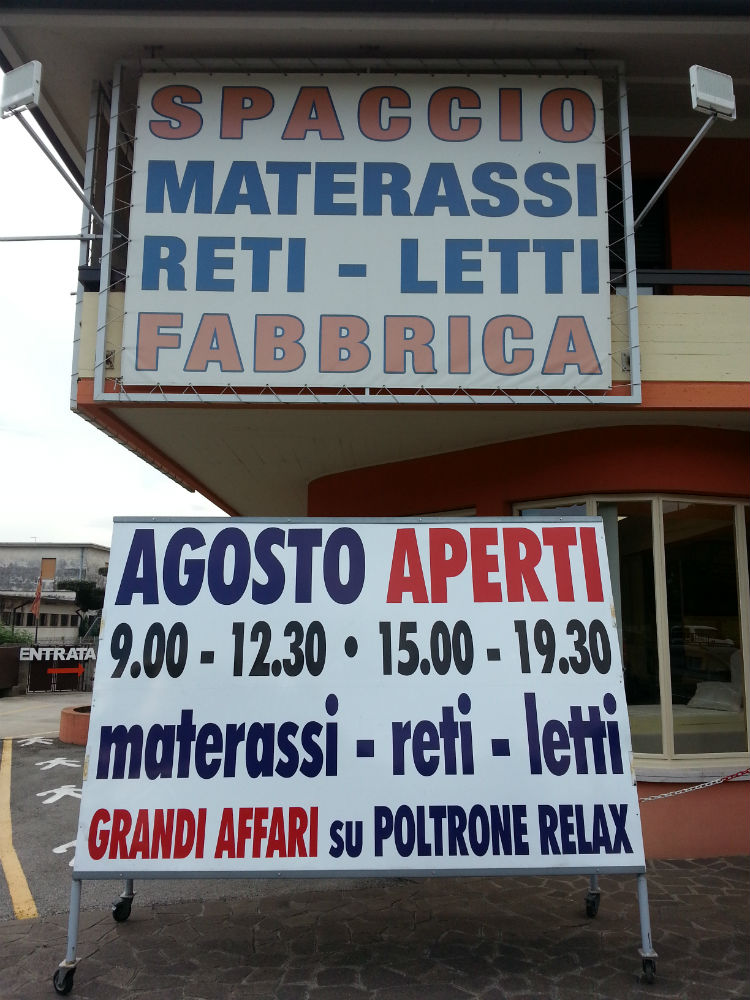 SPACCIO
MATERASSI
RETI - LETTI
FABBRICA
AGOSTO APERTI
9.00 - 12.30 • 15.00 - 19.30
materassi - reti - letti
GRANDI AFFARI su POLTRONE RELAX
ENTRATA